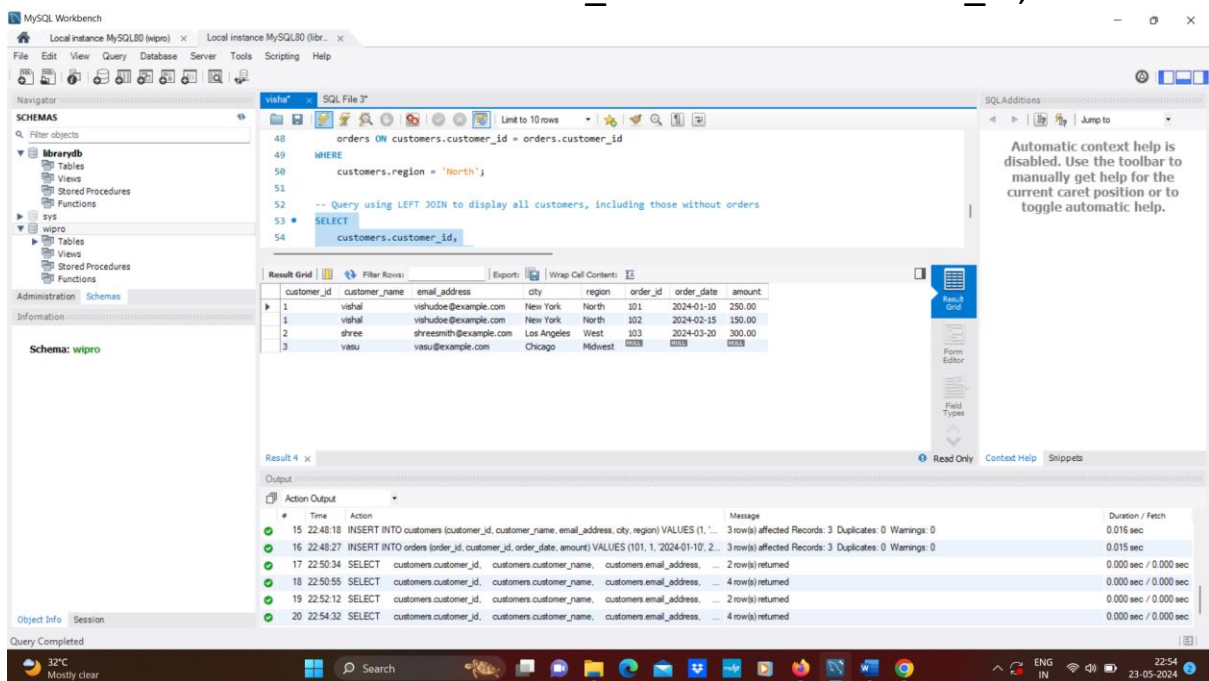 MySQL Workbench
Local instance MySQL80 (wipro) × Local instance MySQL80 (libr... ×
File Edit View Query Database Server Tools Scripting Help
Navigator
SCHEMAS
Filter objects
librarydb
Tables
Views
Stored Procedures
Functions
sys
wipro
Tables
Views
Stored Procedures
Functions
Administration Schemas
Information
Schema: wipro
Object Info Session
Query Completed
visha* × SQL File 3*
Limit to 10 rows
48 orders ON customers.customer_id = orders.customer_id
49 WHERE
50 customers.region = 'North';
51
52 -- Query using LEFT JOIN to display all customers, including those without orders
53 SELECT
54 customers.customer_id,
Result Grid Filter Rows: Export: Wrap Cell Content:
customer_id customer_name email_address city region order_id order_date amount
1 vishal vishudoe@example.com New York North 101 2024-01-10 250.00
1 vishal vishudoe@example.com New York North 102 2024-02-15 150.00
2 shree shreesmith@example.com Los Angeles West 103 2024-03-20 300.00
3 vasu vasu@example.com Chicago Midwest NULL NULL NULL
Result Grid
Form Editor
Field Types
Result 4 × Read Only
Output
Action Output
# Time Action Message Duration / Fetch
15 22:48:18 INSERT INTO customers (customer_id, customer_name, email_address, city, region) VALUES (1, '... 3 row(s) affected Records: 3 Duplicates: 0 Warnings: 0 0.016 sec
16 22:48:27 INSERT INTO orders (order_id, customer_id, order_date, amount) VALUES (101, 1, '2024-01-10', 2... 3 row(s) affected Records: 3 Duplicates: 0 Warnings: 0 0.015 sec
17 22:50:34 SELECT customers.customer_id, customers.customer_name, customers.email_address, ... 2 row(s) returned 0.000 sec / 0.000 sec
18 22:50:55 SELECT customers.customer_id, customers.customer_name, customers.email_address, ... 4 row(s) returned 0.000 sec / 0.000 sec
19 22:52:12 SELECT customers.customer_id, customers.customer_name, customers.email_address, ... 2 row(s) returned 0.000 sec / 0.000 sec
20 22:54:32 SELECT customers.customer_id, customers.customer_name, customers.email_address, ... 4 row(s) returned 0.000 sec / 0.000 sec
SQLAdditions
Jump to
Automatic context help is
disabled. Use the toolbar to
manually get help for the
current caret position or to
toggle automatic help.
Context Help Snippets
32°C
Mostly clear
Search
ENG
IN
22:54
23-05-2024
2